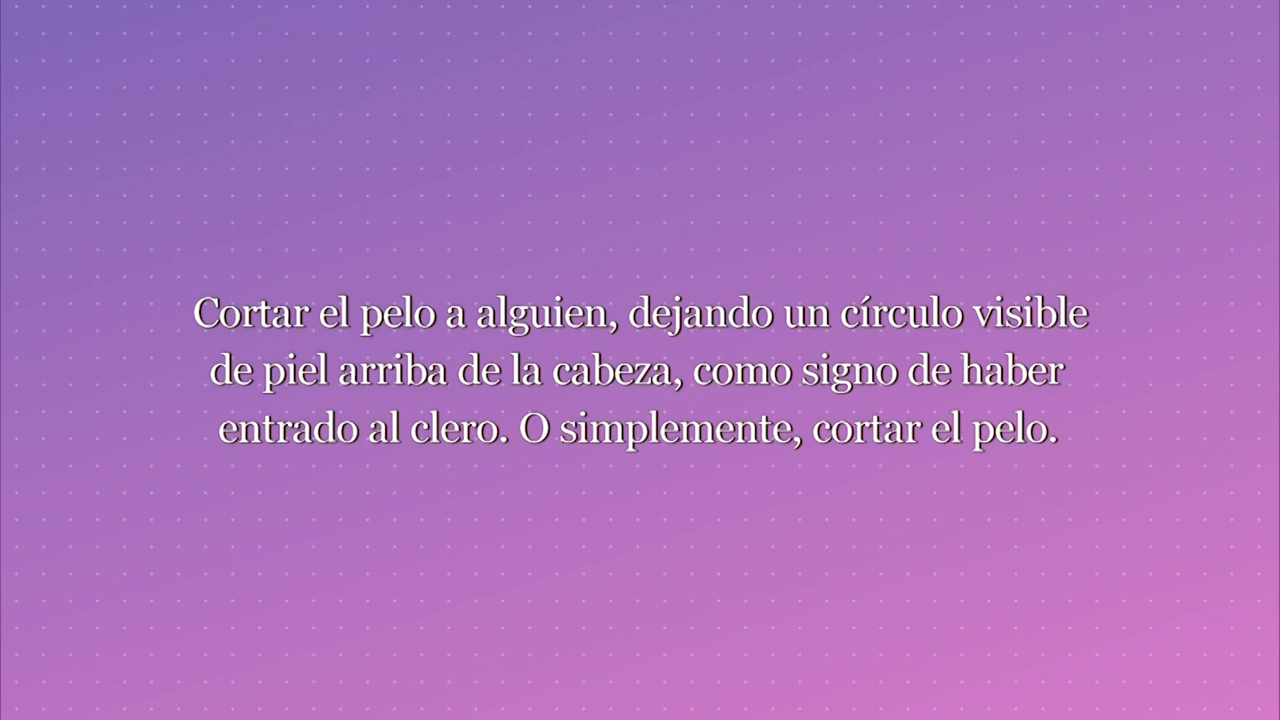 Cortar el pelo a alguien, dejando un círculo visible
de piel arriba de la cabeza, como signo de haber
entrado al clero. O simplemente, cortar el pelo.